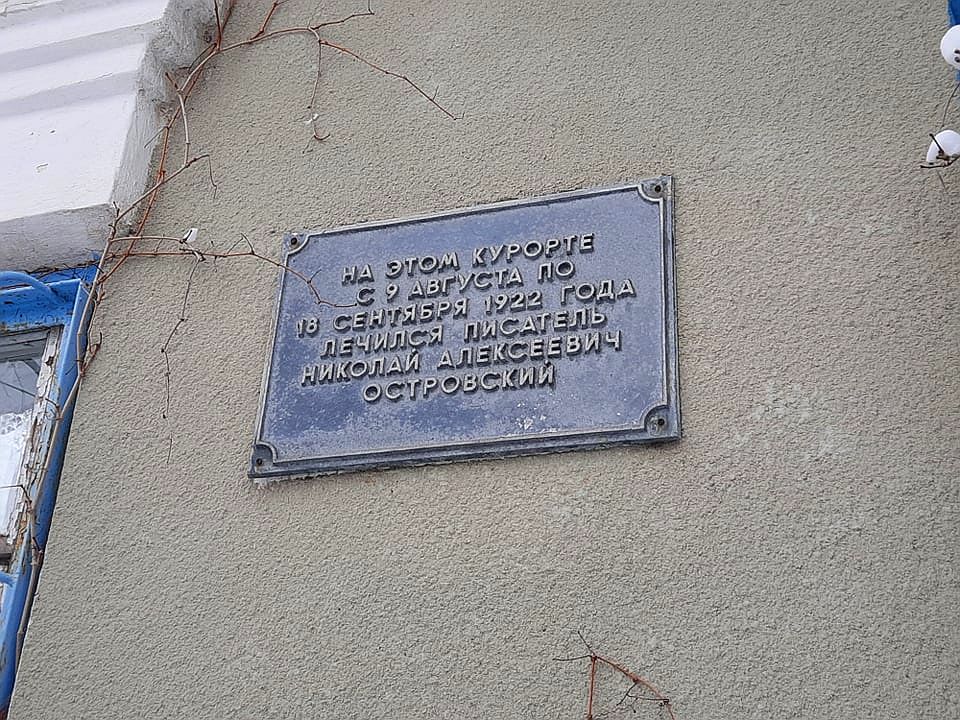 НА ЭТОМ КУРОРТЕ
С 9 АВГУСТА ПО
18 СЕНТЯБРЯ 1922 ГОДА
ЛЕЧИЛСЯ ПИСАТЕЛЬ
НИКОЛАЙ АЛЕКСЕЕВИЧ
ОСТРОВСКИЙ